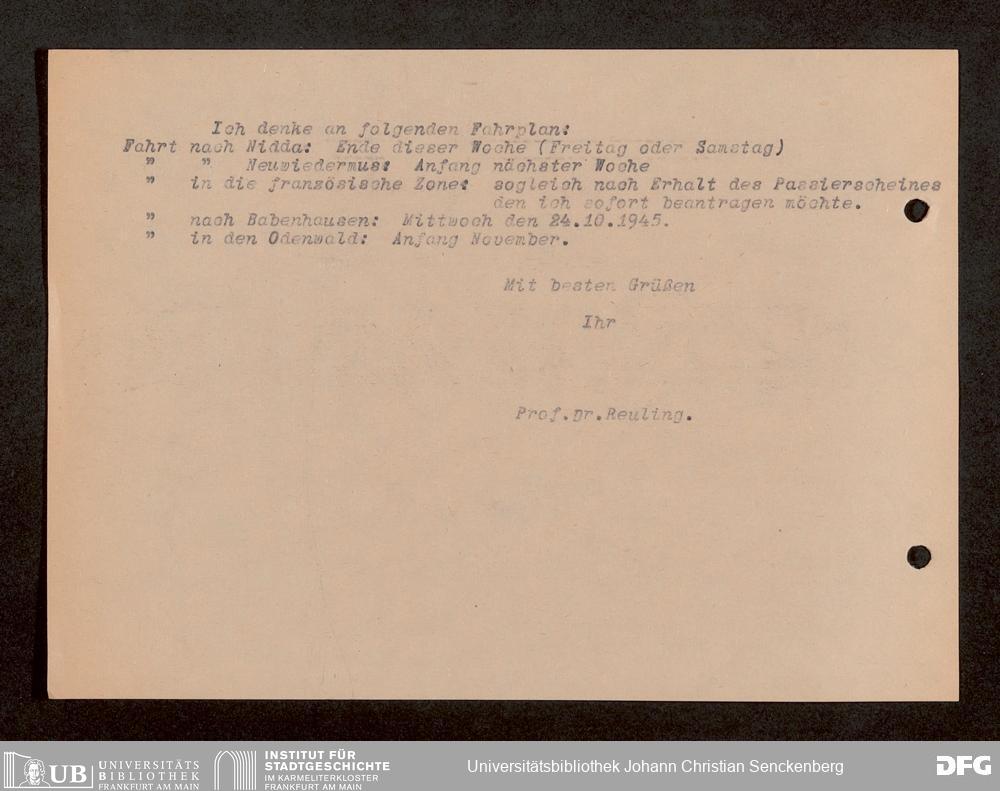 Ich denke an folgenden Fahrplan:
Fahrt nach Nidda: Ende dieser Woche (Freitag oder Samstag)
" " Neuwiedermus: Anfang nächster Woche
" in die französische Zone: sogleich nach Erhalt des Passierscheines
den ich sofort beantragen möchte.
" nach Babenhausen: Mittwoch den 24.10.1945.
" in den Odenwald: Anfang November.
Mit besten Grüßen
Ihr
Prof.Dr.Reuling.
UB UNIVERSITÄTS BIBLIOTHEK FRANKFURT AM MAIN
INSTITUT FÜR STADTGESCHICHTE IM KARMELITERKLOSTER FRANKFURT AM MAIN
Universitätsbibliothek Johann Christian Senckenberg
DFG